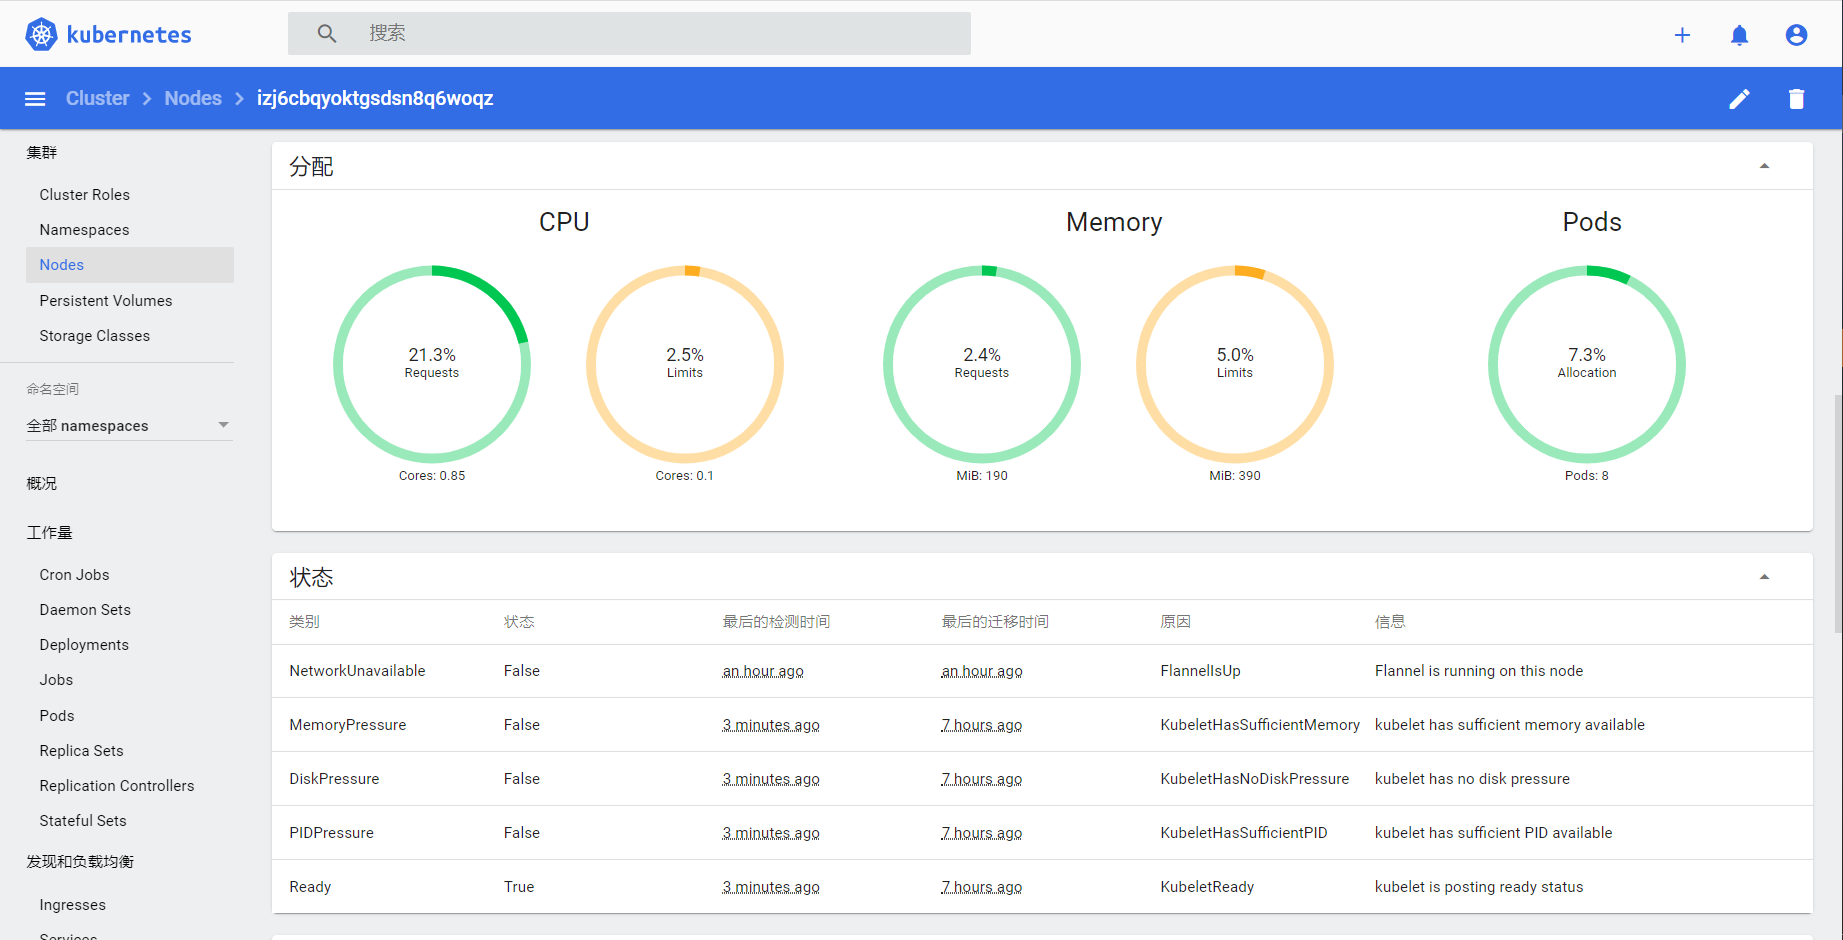 kubernetes
搜索
Cluster
Nodes
izj6cbqyoktgsdsn8q6woqz
集群
Cluster Roles
Namespaces
Nodes
Persistent Volumes
Storage Classes
命名空间
全部 namespaces
概况
工作量
Cron Jobs
Daemon Sets
Deployments
Jobs
Pods
Replica Sets
Replication Controllers
Stateful Sets
发现和负载均衡
Ingresses
Services
分配
CPU
Memory
Pods
21.3%
Requests
Cores: 0.85
2.5%
Limits
Cores: 0.1
2.4%
Requests
MiB: 190
5.0%
Limits
MiB: 390
7.3%
Allocation
Pods: 8
状态
类别 状态 最后的检测时间 最后的迁移时间 原因 信息
NetworkUnavailable False an hour ago an hour ago FlannelIsUp Flannel is running on this node
MemoryPressure False 3 minutes ago 7 hours ago KubeletHasSufficientMemory kubelet has sufficient memory available
DiskPressure False 3 minutes ago 7 hours ago KubeletHasNoDiskPressure kubelet has no disk pressure
PIDPressure False 3 minutes ago 7 hours ago KubeletHasSufficientPID kubelet has sufficient PID available
Ready True 3 minutes ago 7 hours ago KubeletReady kubelet is posting ready status